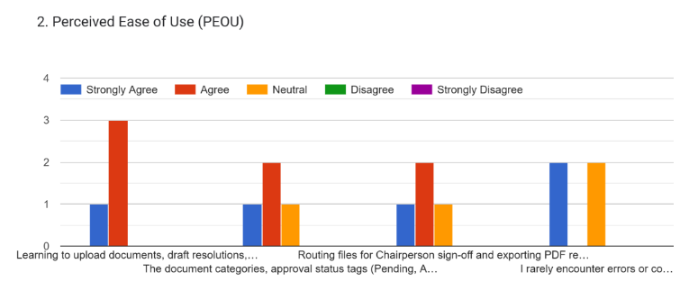 2. Perceived Ease of Use (PEOU)
4
Strongly Agree Agree Neutral Disagree Strongly Disagree
3
2
1
0
Learning to upload documents, draft resolutions,… Routing files for Chairperson sign-off and exporting PDF re…
The document categories, approval status tags (Pending, A… I rarely encounter errors or co…